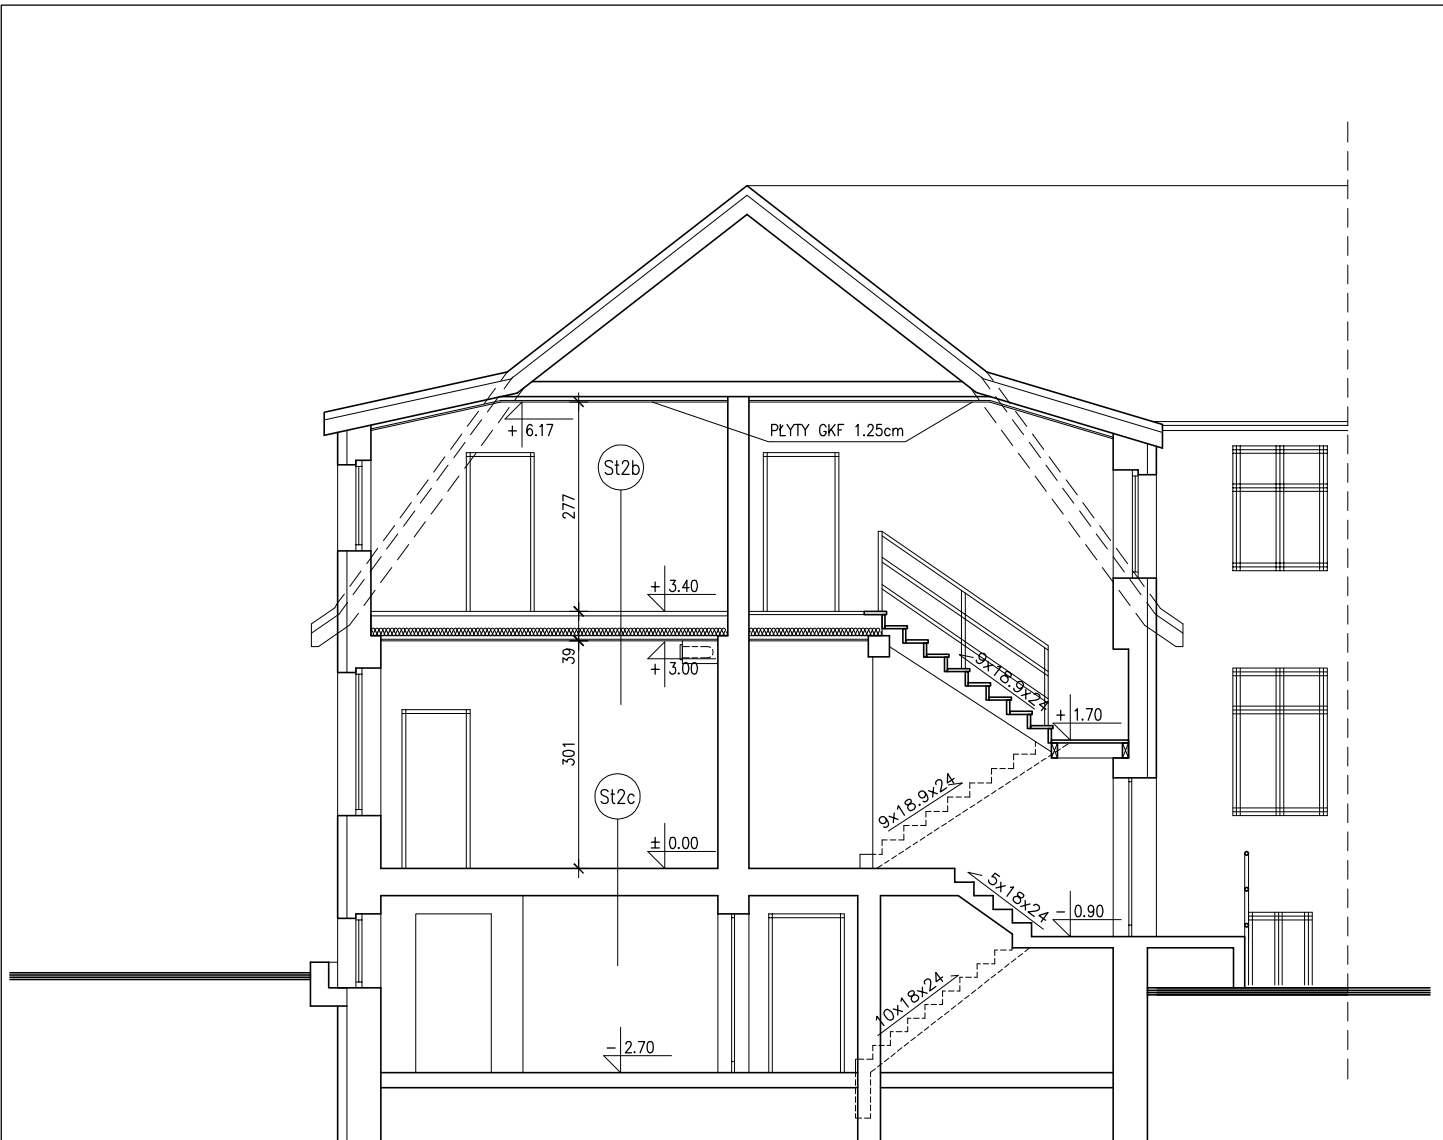 + 6.17
PŁYTY GKF 1.25cm
St2b
277
+ 3.40
39
+ 3.00
9x18.9x24
+ 1.70
301
St2c
9x18.9x24
± 0.00
5x18x24
- 0.90
10x18x24
- 2.70